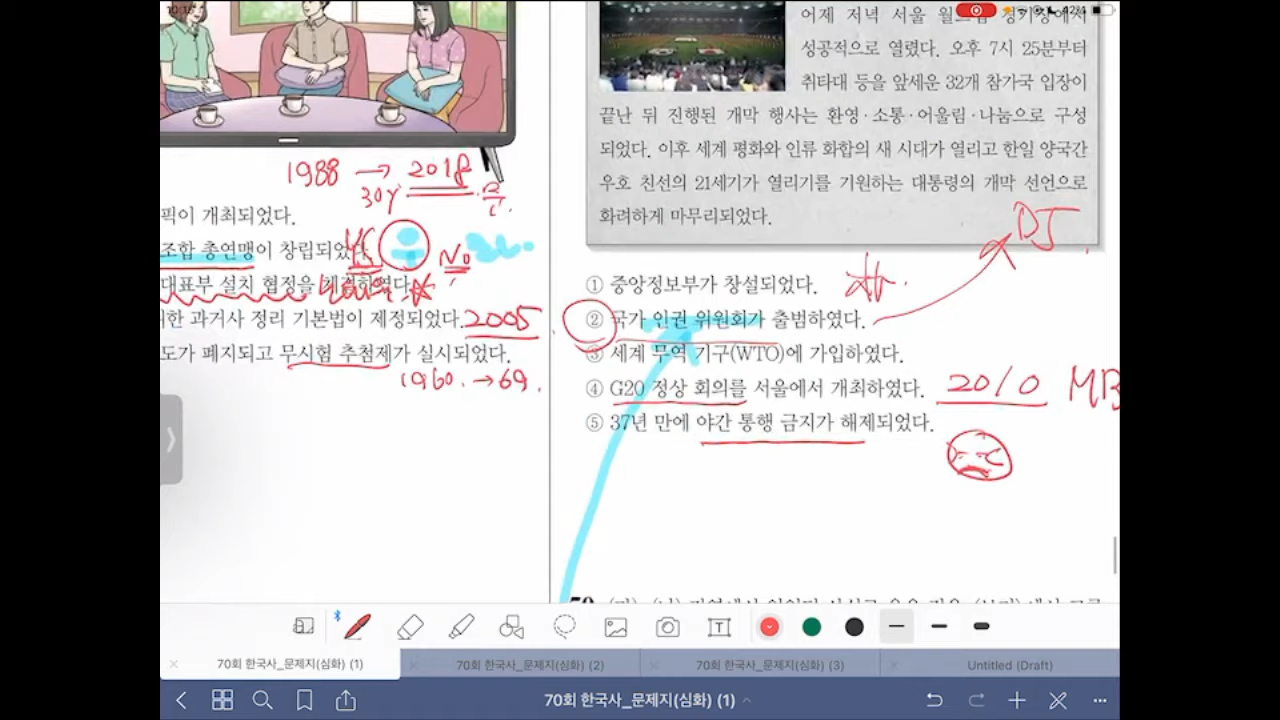 10:15
42%
1988 → 2018
30y
픽이 개최되었다.
조합 총연맹이 창립되었다.
No
대표부 설치 협정을 체결하였다.
한 과거사 정리 기본법이 제정되었다. 2005
도가 폐지되고 무시험 추첨제가 실시되었다.
1960. → 69.
어제 저녁 서울 월드컵 경기장에서
성공적으로 열렸다. 오후 7시 25분부터
취타대 등을 앞세운 32개 참가국 입장이
끝난 뒤 진행된 개막 행사는 환영·소통·어울림·나눔으로 구성
되었다. 이후 세계 평화와 인류 화합의 새 시대가 열리고 한일 양국간
우호 친선의 21세기가 열리기를 기원하는 대통령의 개막 선언으로
화려하게 마무리되었다.
DJ
① 중앙정보부가 창설되었다.
② 국가 인권 위원회가 출범하였다.
③ 세계 무역 기구(WTO)에 가입하였다.
④ G20 정상 회의를 서울에서 개최하였다. 2010 MB
⑤ 37년 만에 야간 통행 금지가 해제되었다.
70회 한국사_문제지(심화) (1)
70회 한국사_문제지(심화) (2)
70회 한국사_문제지(심화) (3)
Untitled (Draft)
70회 한국사_문제지(심화) (1)